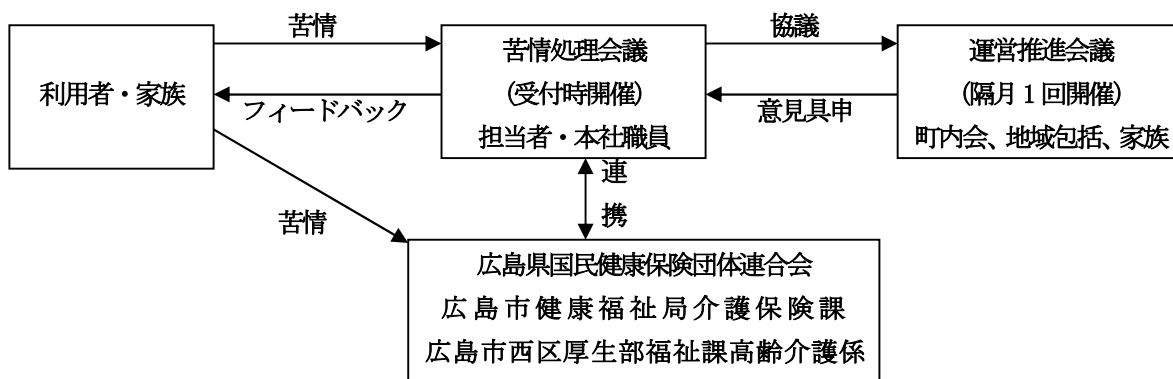 苦情
利用者・家族
フィードバック
苦情処理会議
(受付時開催)
担当者・本社職員
協議
意見具申
運営推進会議
(隔月1回開催)
町内会、地域包括、家族
連
携
苦情
広島県国民健康保険団体連合会
広島市健康福祉局介護保険課
広島市西区厚生部福祉課高齢介護係